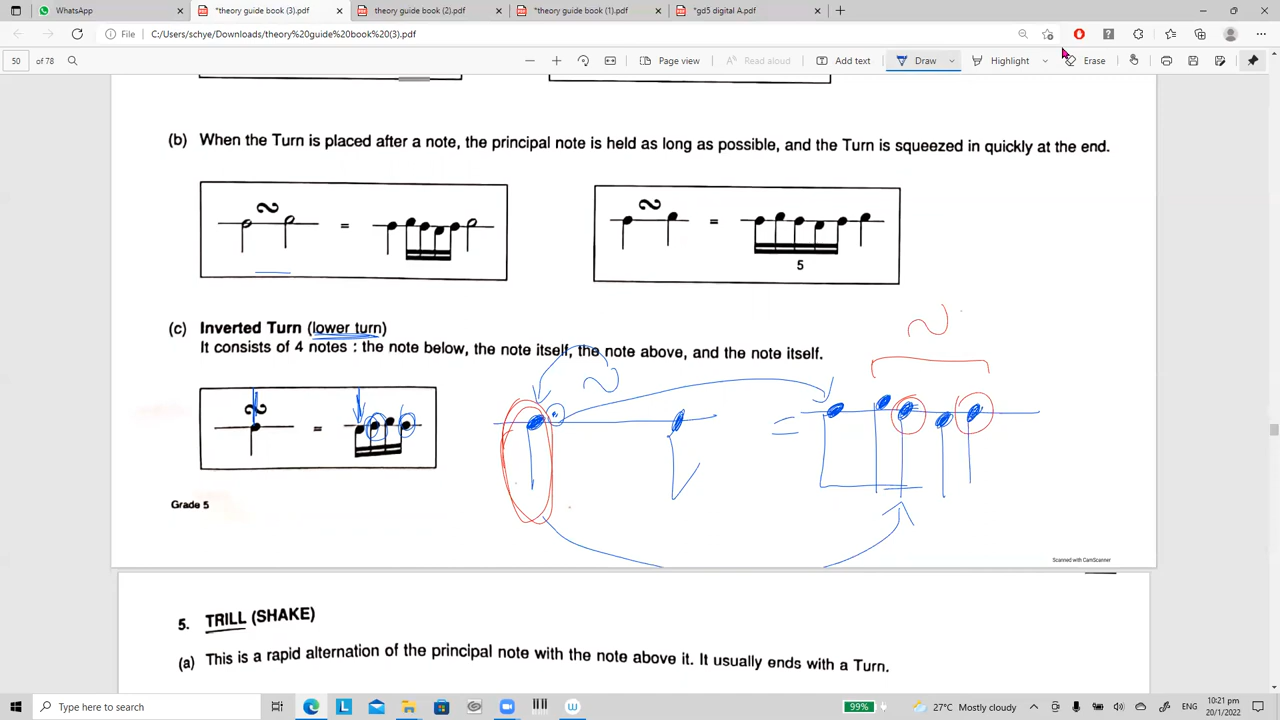 WhatsApp
*theory guide book (3).pdf
theory guide book (2).pdf
*theory guide book (1).pdf
*gd5 digital A.pdf
File
C:/Users/schye/Downloads/theory%20guide%20book%20(3).pdf
50 of 78
Page view
Read aloud
Add text
Draw
Highlight
Erase
(b) When the Turn is placed after a note, the principal note is held as long as possible, and the Turn is squeezed in quickly at the end.
=
=
5
(c) Inverted Turn (lower turn)
It consists of 4 notes : the note below, the note itself, the note above, and the note itself.
=
=
Grade 5
Scanned with CamScanner
5. TRILL (SHAKE)
(a) This is a rapid alternation of the principal note with the note above it. It usually ends with a Turn.
Type here to search
99%
27°C Mostly cloudy
ENG
10:21 pm
20/1/2022